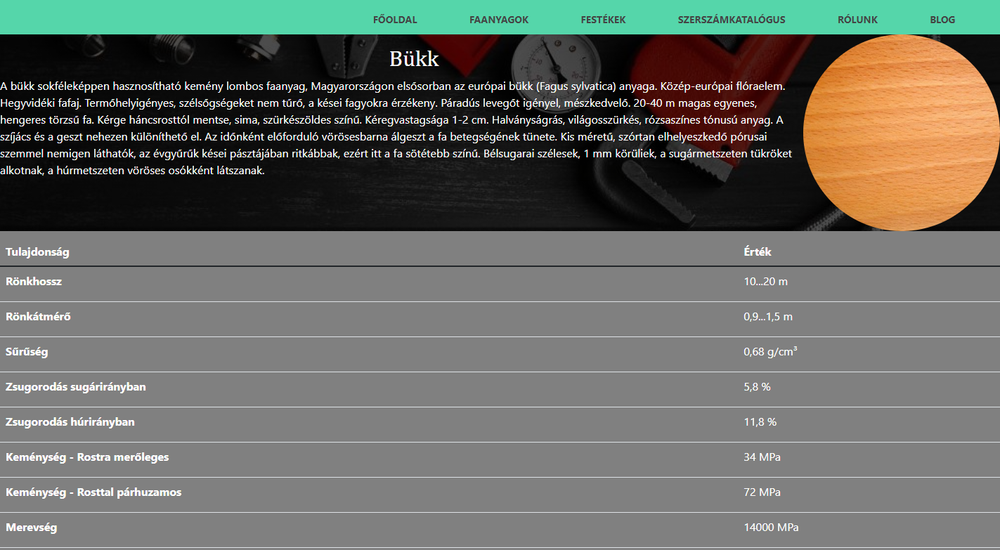 FŐOLDAL FAANYAGOK FESTÉKEK SZERSZÁMKATALÓGUS RÓLUNK BLOG
Bükk
A bükk sokféleképpen hasznosítható kemény lombos faanyag, Magyarországon elsősorban az európai bükk (Fagus sylvatica) anyaga. Közép-európai flóraelem.
Hegyvidéki fafaj. Termőhelyigényes, szélsőgségeket nem tűrő, a kései fagyokra érzékeny. Páradús levegőt igényel, mészkedvelő. 20-40 m magas egyenes,
hengeres törzsű fa. Kérge háncsrosttól mentse, sima, szürkészöldes színű. Kéregvastagsága 1-2 cm. Halványságrás, világosszürkés, rózsaszínes tónusú anyag. A
szíjács és a geszt nehezen különíthető el. Az időnként előforduló vörösesbarna álgeszt a fa betegségének tünete. Kis méretű, szórtan elhelyeszkedő pórusai
szemmel nemigen láthatók, az évgyűrűk kései pásztájában ritkábbak, ezért itt a fa sötétebb színű. Bélsugarai szélesek, 1 mm körüliek, a sugármetszeten tükröket
alkotnak, a húrmetszeten vöröses osókként látszanak.
Tulajdonság Érték
Rönkhossz 10...20 m
Rönkátmérő 0,9...1,5 m
Sűrűség 0,68 g/cm³
Zsugorodás sugárirányban 5,8 %
Zsugorodás húrirányban 11,8 %
Keménység - Rostra merőleges 34 MPa
Keménység - Rosttal párhuzamos 72 MPa
Merevség 14000 MPa